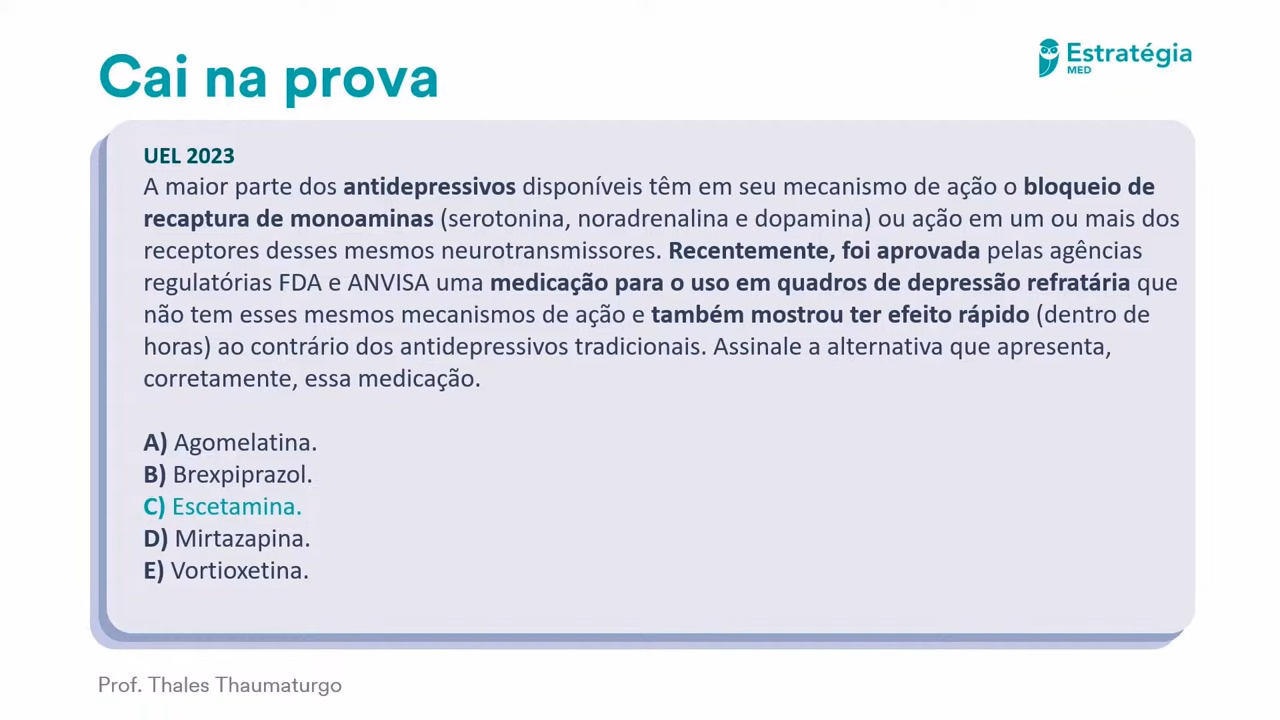 Cai na prova
Estratégia
MED
UEL 2023
A maior parte dos antidepressivos disponíveis têm em seu mecanismo de ação o bloqueio de
recaptura de monoaminas (serotonina, noradrenalina e dopamina) ou ação em um ou mais dos
receptores desses mesmos neurotransmissores. Recentemente, foi aprovada pelas agências
regulatórias FDA e ANVISA uma medicação para o uso em quadros de depressão refratária que
não tem esses mesmos mecanismos de ação e também mostrou ter efeito rápido (dentro de
horas) ao contrário dos antidepressivos tradicionais. Assinale a alternativa que apresenta,
corretamente, essa medicação.
A) Agomelatina.
B) Brexpiprazol.
C) Escetamina.
D) Mirtazapina.
E) Vortioxetina.
Prof. Thales Thaumaturgo